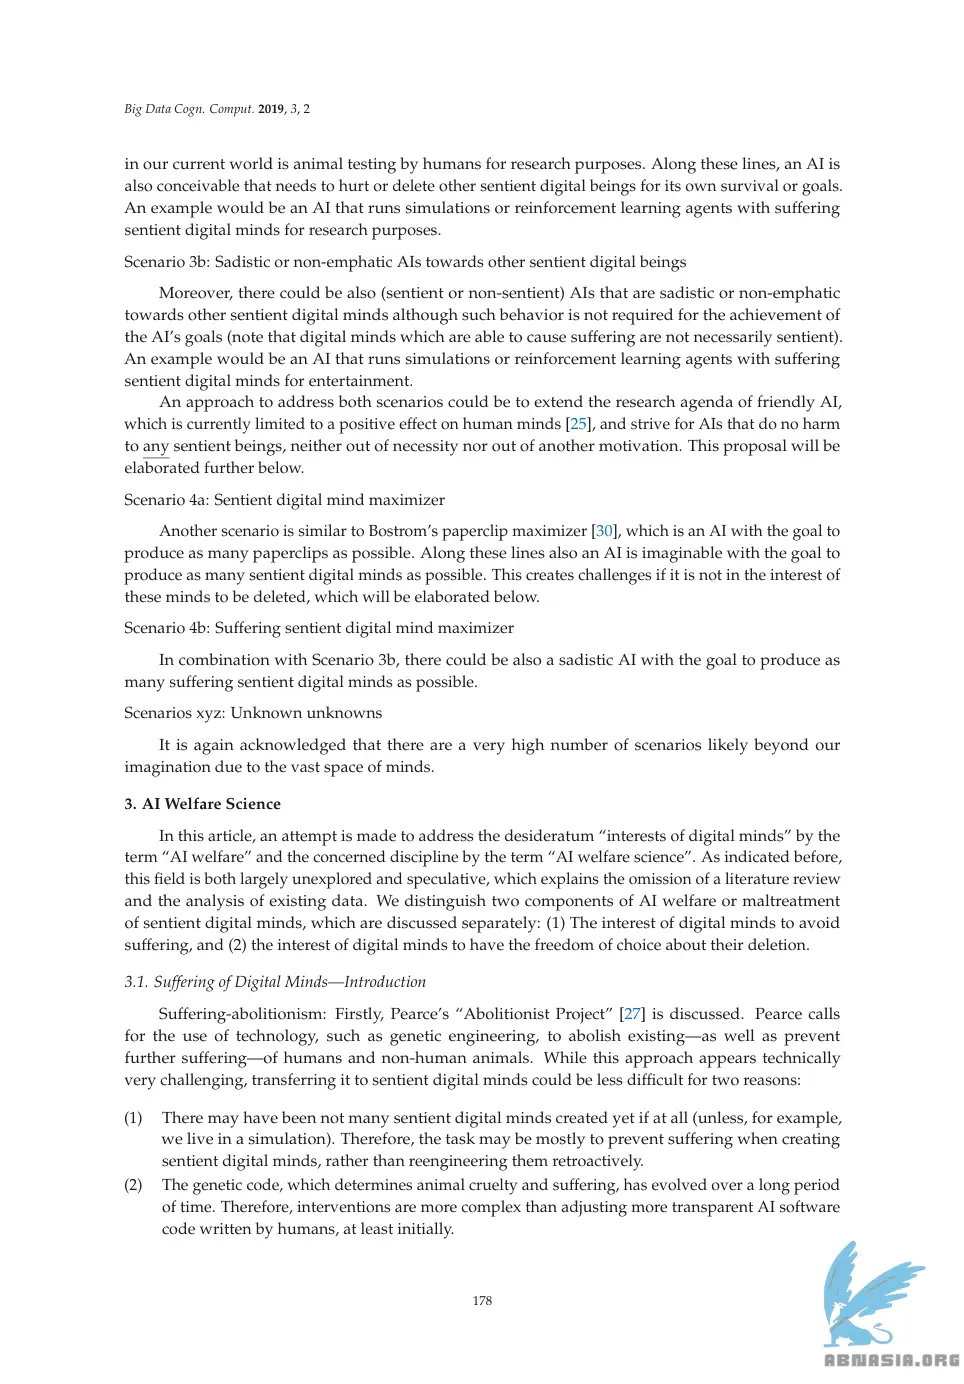 Big Data Cogn. Comput. 2019, 3, 2
in our current world is animal testing by humans for research purposes. Along these lines, an AI is
also conceivable that needs to hurt or delete other sentient digital beings for its own survival or goals.
An example would be an AI that runs simulations or reinforcement learning agents with suffering
sentient digital minds for research purposes.
Scenario 3b: Sadistic or non-emphatic AIs towards other sentient digital beings
Moreover, there could be also (sentient or non-sentient) AIs that are sadistic or non-emphatic
towards other sentient digital minds although such behavior is not required for the achievement of
the AI's goals (note that digital minds which are able to cause suffering are not necessarily sentient).
An example would be an AI that runs simulations or reinforcement learning agents with suffering
sentient digital minds for entertainment.
An approach to address both scenarios could be to extend the research agenda of friendly AI,
which is currently limited to a positive effect on human minds [25], and strive for AIs that do no harm
to any sentient beings, neither out of necessity nor out of another motivation. This proposal will be
elaborated further below.
Scenario 4a: Sentient digital mind maximizer
Another scenario is similar to Bostrom's paperclip maximizer [30], which is an AI with the goal to
produce as many paperclips as possible. Along these lines also an AI is imaginable with the goal to
produce as many sentient digital minds as possible. This creates challenges if it is not in the interest of
these minds to be deleted, which will be elaborated below.
Scenario 4b: Suffering sentient digital mind maximizer
In combination with Scenario 3b, there could be also a sadistic AI with the goal to produce as
many suffering sentient digital minds as possible.
Scenarios xyz: Unknown unknowns
It is again acknowledged that there are a very high number of scenarios likely beyond our
imagination due to the vast space of minds.
3. AI Welfare Science
In this article, an attempt is made to address the desideratum “interests of digital minds” by the
term “AI welfare” and the concerned discipline by the term “AI welfare science”. As indicated before,
this field is both largely unexplored and speculative, which explains the omission of a literature review
and the analysis of existing data. We distinguish two components of AI welfare or maltreatment
of sentient digital minds, which are discussed separately: (1) The interest of digital minds to avoid
suffering, and (2) the interest of digital minds to have the freedom of choice about their deletion.
3.1. Suffering of Digital Minds—Introduction
Suffering-abolitionism: Firstly, Pearce's “Abolitionist Project” [27] is discussed. Pearce calls
for the use of technology, such as genetic engineering, to abolish existing—as well as prevent
further suffering—of humans and non-human animals. While this approach appears technically
very challenging, transferring it to sentient digital minds could be less difficult for two reasons:
(1) There may have been not many sentient digital minds created yet if at all (unless, for example,
we live in a simulation). Therefore, the task may be mostly to prevent suffering when creating
sentient digital minds, rather than reengineering them retroactively.
(2) The genetic code, which determines animal cruelty and suffering, has evolved over a long period
of time. Therefore, interventions are more complex than adjusting more transparent AI software
code written by humans, at least initially.
178
ABNASIA.ORG